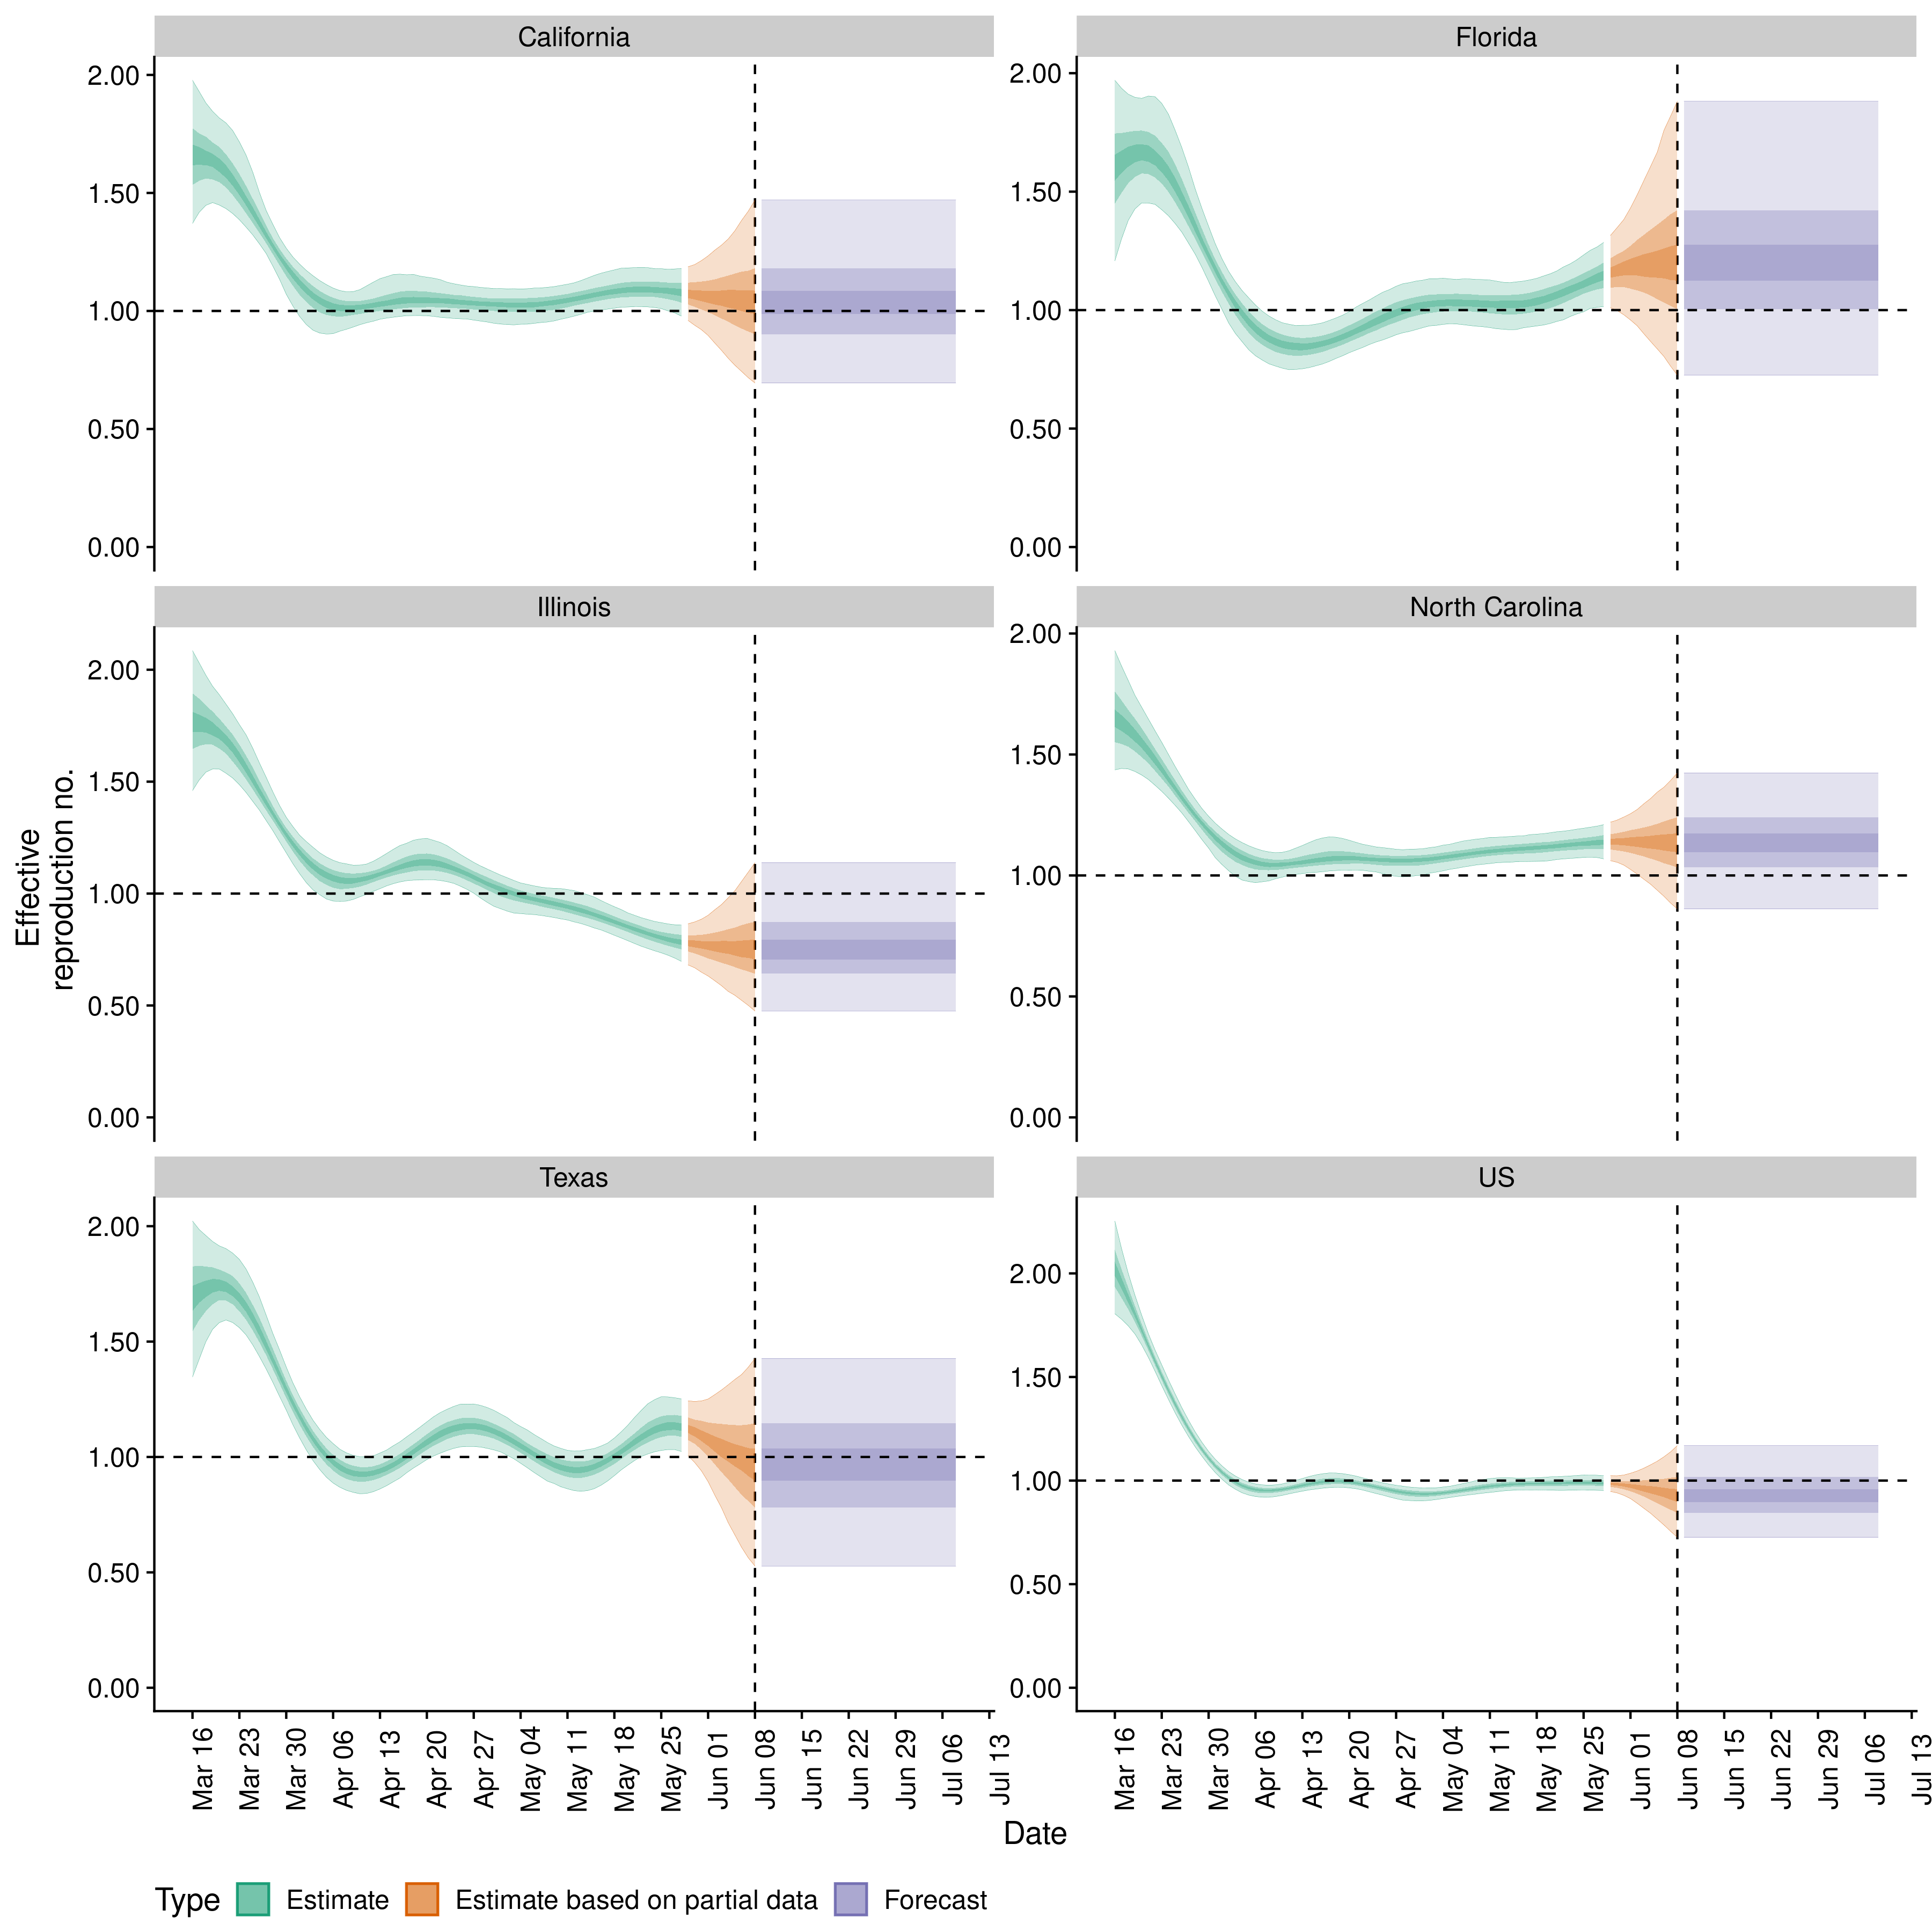 California
Florida
2.00
1.50
1.00
0.50
0.00
2.00
1.50
1.00
0.50
0.00
Illinois
North Carolina
2.00
1.50
1.00
0.50
0.00
2.00
1.50
1.00
0.50
0.00
Effective
reproduction no.
Texas
US
2.00
1.50
1.00
0.50
0.00
2.00
1.50
1.00
0.50
0.00
Mar 16
Mar 23
Mar 30
Apr 06
Apr 13
Apr 20
Apr 27
May 04
May 11
May 18
May 25
Jun 01
Jun 08
Jun 15
Jun 22
Jun 29
Jul 06
Jul 13
Mar 16
Mar 23
Mar 30
Apr 06
Apr 13
Apr 20
Apr 27
May 04
May 11
May 18
May 25
Jun 01
Jun 08
Jun 15
Jun 22
Jun 29
Jul 06
Jul 13
Date
Type Estimate Estimate based on partial data Forecast